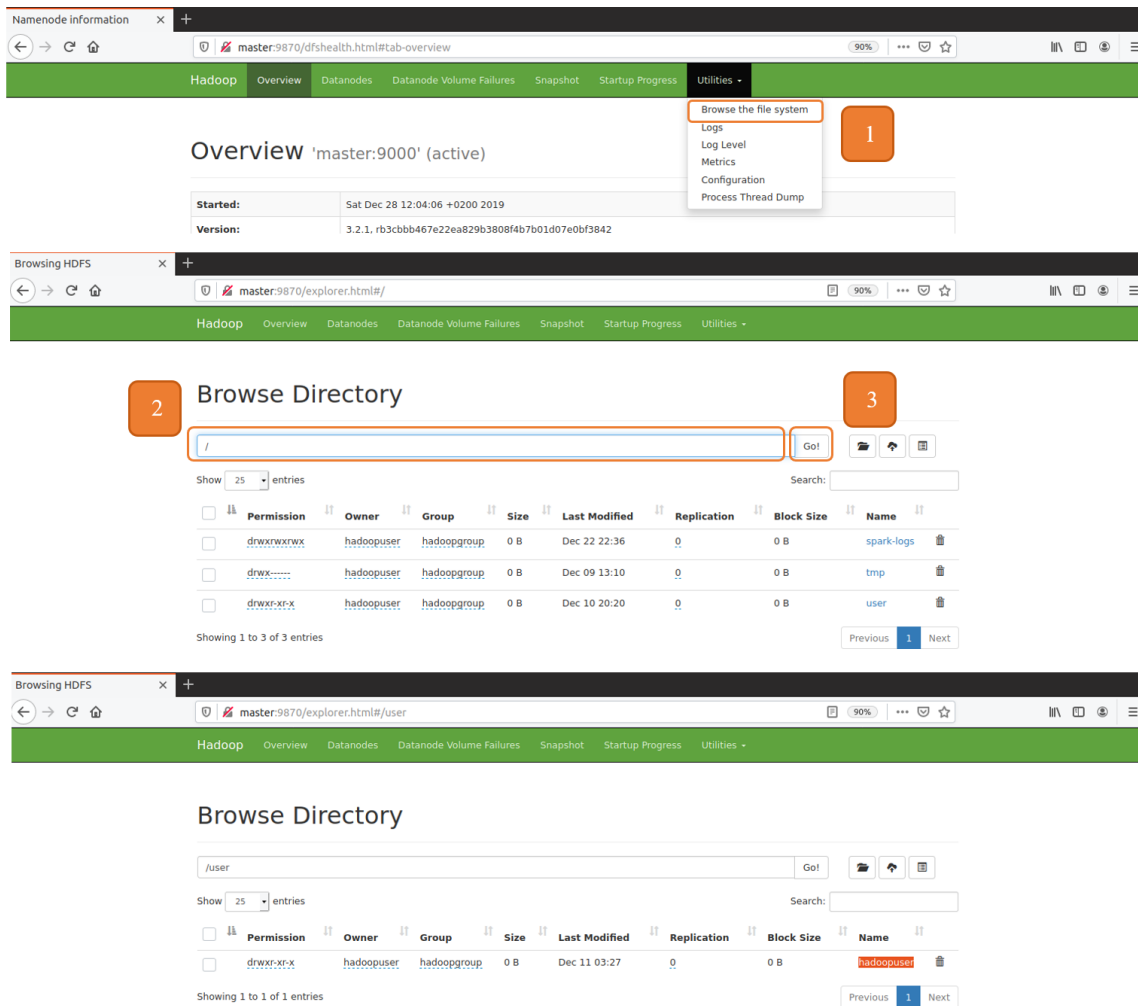 Namenode information × +
master:9870/dfshealth.html#tab-overview 90%
Hadoop Overview Datanodes Datanode Volume Failures Snapshot Startup Progress Utilities
Browse the file system
1
Logs
Log Level
Metrics
Configuration
Process Thread Dump
Overview 'master:9000' (active)
Started: Sat Dec 28 12:04:06 +0200 2019
Version: 3.2.1, rb3cbbb467e22ea829b3808f4b7b01d07e0bf3842
Browsing HDFS × +
master:9870/explorer.html#/ 90%
Hadoop Overview Datanodes Datanode Volume Failures Snapshot Startup Progress Utilities
Browse Directory
2
3
/ Go!
Show 25 entries Search:
Permission Owner Group Size Last Modified Replication Block Size Name
drwxrwxrwx hadoopuser hadoopgroup 0 B Dec 22 22:36 0 0 B spark-logs
drwx------ hadoopuser hadoopgroup 0 B Dec 09 13:10 0 0 B tmp
drwxr-xr-x hadoopuser hadoopgroup 0 B Dec 10 20:20 0 0 B user
Showing 1 to 3 of 3 entries Previous 1 Next
Browsing HDFS × +
master:9870/explorer.html#/user 90%
Hadoop Overview Datanodes Datanode Volume Failures Snapshot Startup Progress Utilities
Browse Directory
/user Go!
Show 25 entries Search:
Permission Owner Group Size Last Modified Replication Block Size Name
drwxr-xr-x hadoopuser hadoopgroup 0 B Dec 11 03:27 0 0 B hadoopuser
Showing 1 to 1 of 1 entries Previous 1 Next